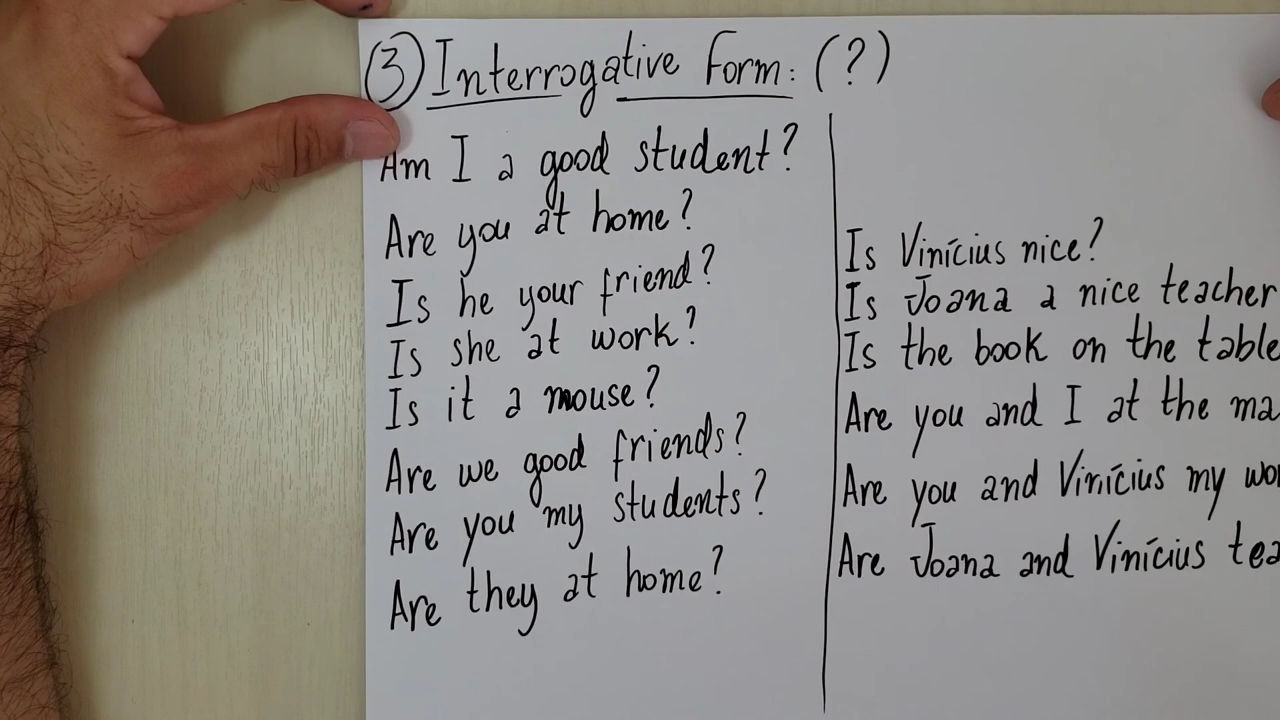 ③ Interrogative Form: (?)
Am I a good student?
Are you at home?
Is he your friend?
Is she at work?
Is it a mouse?
Are we good friends?
Are you my students?
Are they at home?
Is Vinícius nice?
Is Joana a nice teacher
Is the book on the table
Are you and I at the
Are you and Vinícius my
Are Joana and Vinícius